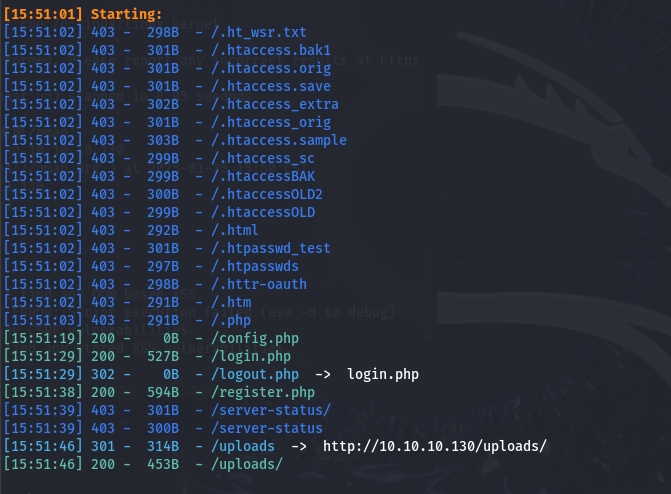 [15:51:01] Starting:
[15:51:02] 403 -  298B  - /.ht_wsr.txt
[15:51:02] 403 -  301B  - /.htaccess.bak1
[15:51:02] 403 -  301B  - /.htaccess.orig
[15:51:02] 403 -  301B  - /.htaccess.save
[15:51:02] 403 -  302B  - /.htaccess_extra
[15:51:02] 403 -  301B  - /.htaccess_orig
[15:51:02] 403 -  303B  - /.htaccess.sample
[15:51:02] 403 -  299B  - /.htaccess_sc
[15:51:02] 403 -  299B  - /.htaccessBAK
[15:51:02] 403 -  300B  - /.htaccessOLD2
[15:51:02] 403 -  299B  - /.htaccessOLD
[15:51:02] 403 -  292B  - /.html
[15:51:02] 403 -  301B  - /.htpasswd_test
[15:51:02] 403 -  297B  - /.htpasswds
[15:51:02] 403 -  298B  - /.httr-oauth
[15:51:02] 403 -  291B  - /.htm
[15:51:03] 403 -  291B  - /.php
[15:51:19] 200 -    0B  - /config.php
[15:51:29] 200 -  527B  - /login.php
[15:51:29] 302 -    0B  - /logout.php  ->  login.php
[15:51:38] 200 -  594B  - /register.php
[15:51:39] 403 -  301B  - /server-status/
[15:51:39] 403 -  300B  - /server-status
[15:51:46] 301 -  314B  - /uploads  ->  http://10.10.10.130/uploads/
[15:51:46] 200 -  453B  - /uploads/